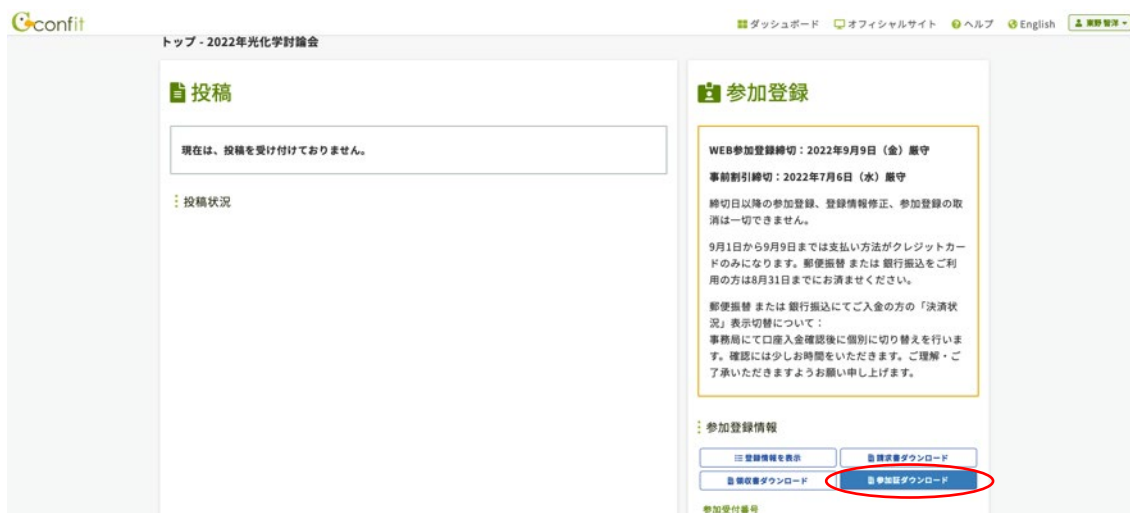 confit
ダッシュボード オフィシャルサイト ヘルプ English 東野 智洋
トップ - 2022年光化学討論会
投稿
現在は、投稿を受け付けておりません。
投稿状況
参加登録
WEB参加登録締切：2022年9月9日（金）厳守
事前割引締切：2022年7月6日（水）厳守
締切日以降の参加登録、登録情報修正、参加登録の取
消は一切できません。
9月1日から9月9日までは支払い方法がクレジットカー
ドのみになります。郵便振替 または 銀行振込をご利
用の方は8月31日までにお済ませください。
郵便振替 または 銀行振込にてご入金の方の「決済状
況」表示切替について：
事務局にて口座入金確認後に個別に切り替えを行いま
す。確認には少しお時間をいただきます。ご理解・ご
了承いただきますようお願い申し上げます。
参加登録情報
登録情報を表示 請求書ダウンロード
領収書ダウンロード 参加証ダウンロード
参加受付番号